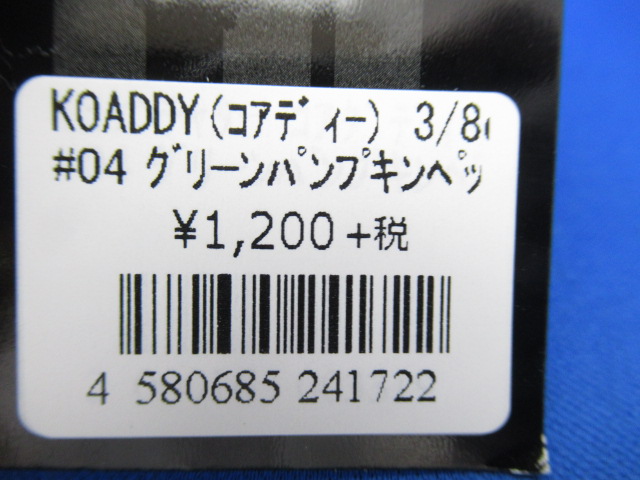 KOADDY(ｺｱﾃﾞｨｰ) 3/8
#04 ｸﾞﾘｰﾝﾊﾟﾝﾌﾟｷﾝﾍﾟｯ
¥1,200 +税
4 580685 241722